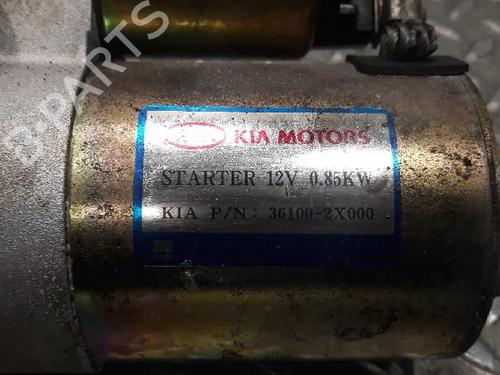 B-PARTS
KIA MOTORS
STARTER 12V 0.85KW
KIA P/N.: 36100-2X000